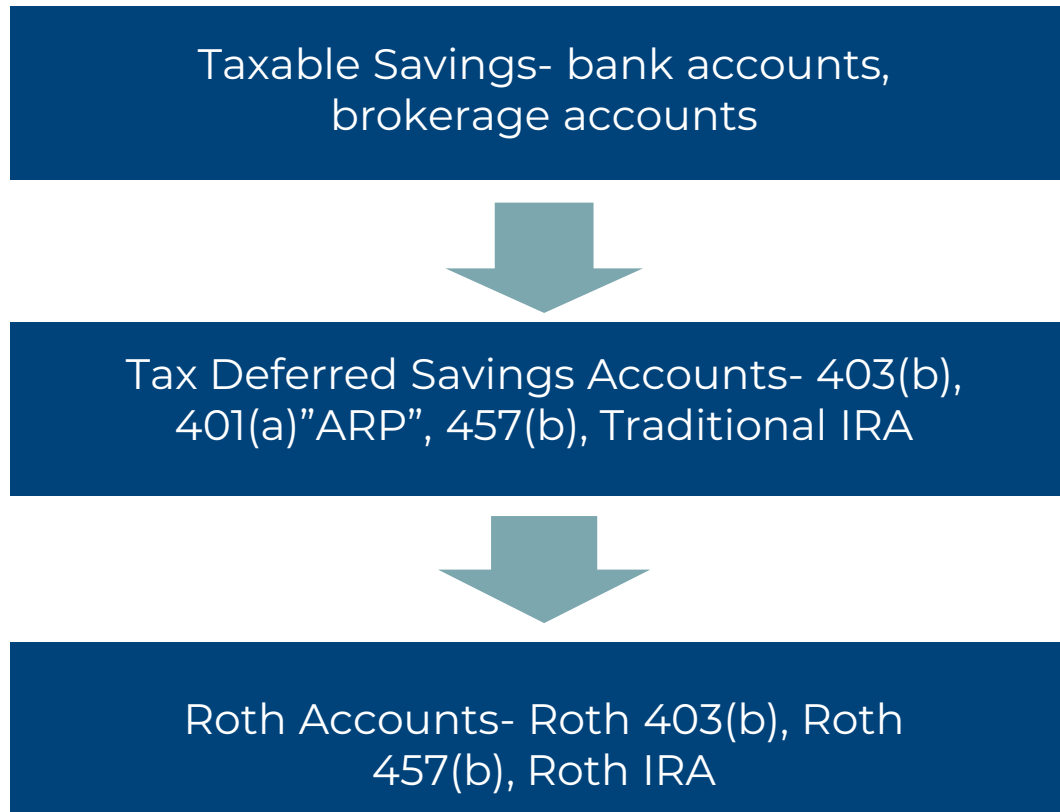 Taxable Savings- bank accounts,
brokerage accounts
Tax Deferred Savings Accounts- 403(b),
401(a)”ARP”, 457(b), Traditional IRA
Roth Accounts- Roth 403(b), Roth
457(b), Roth IRA